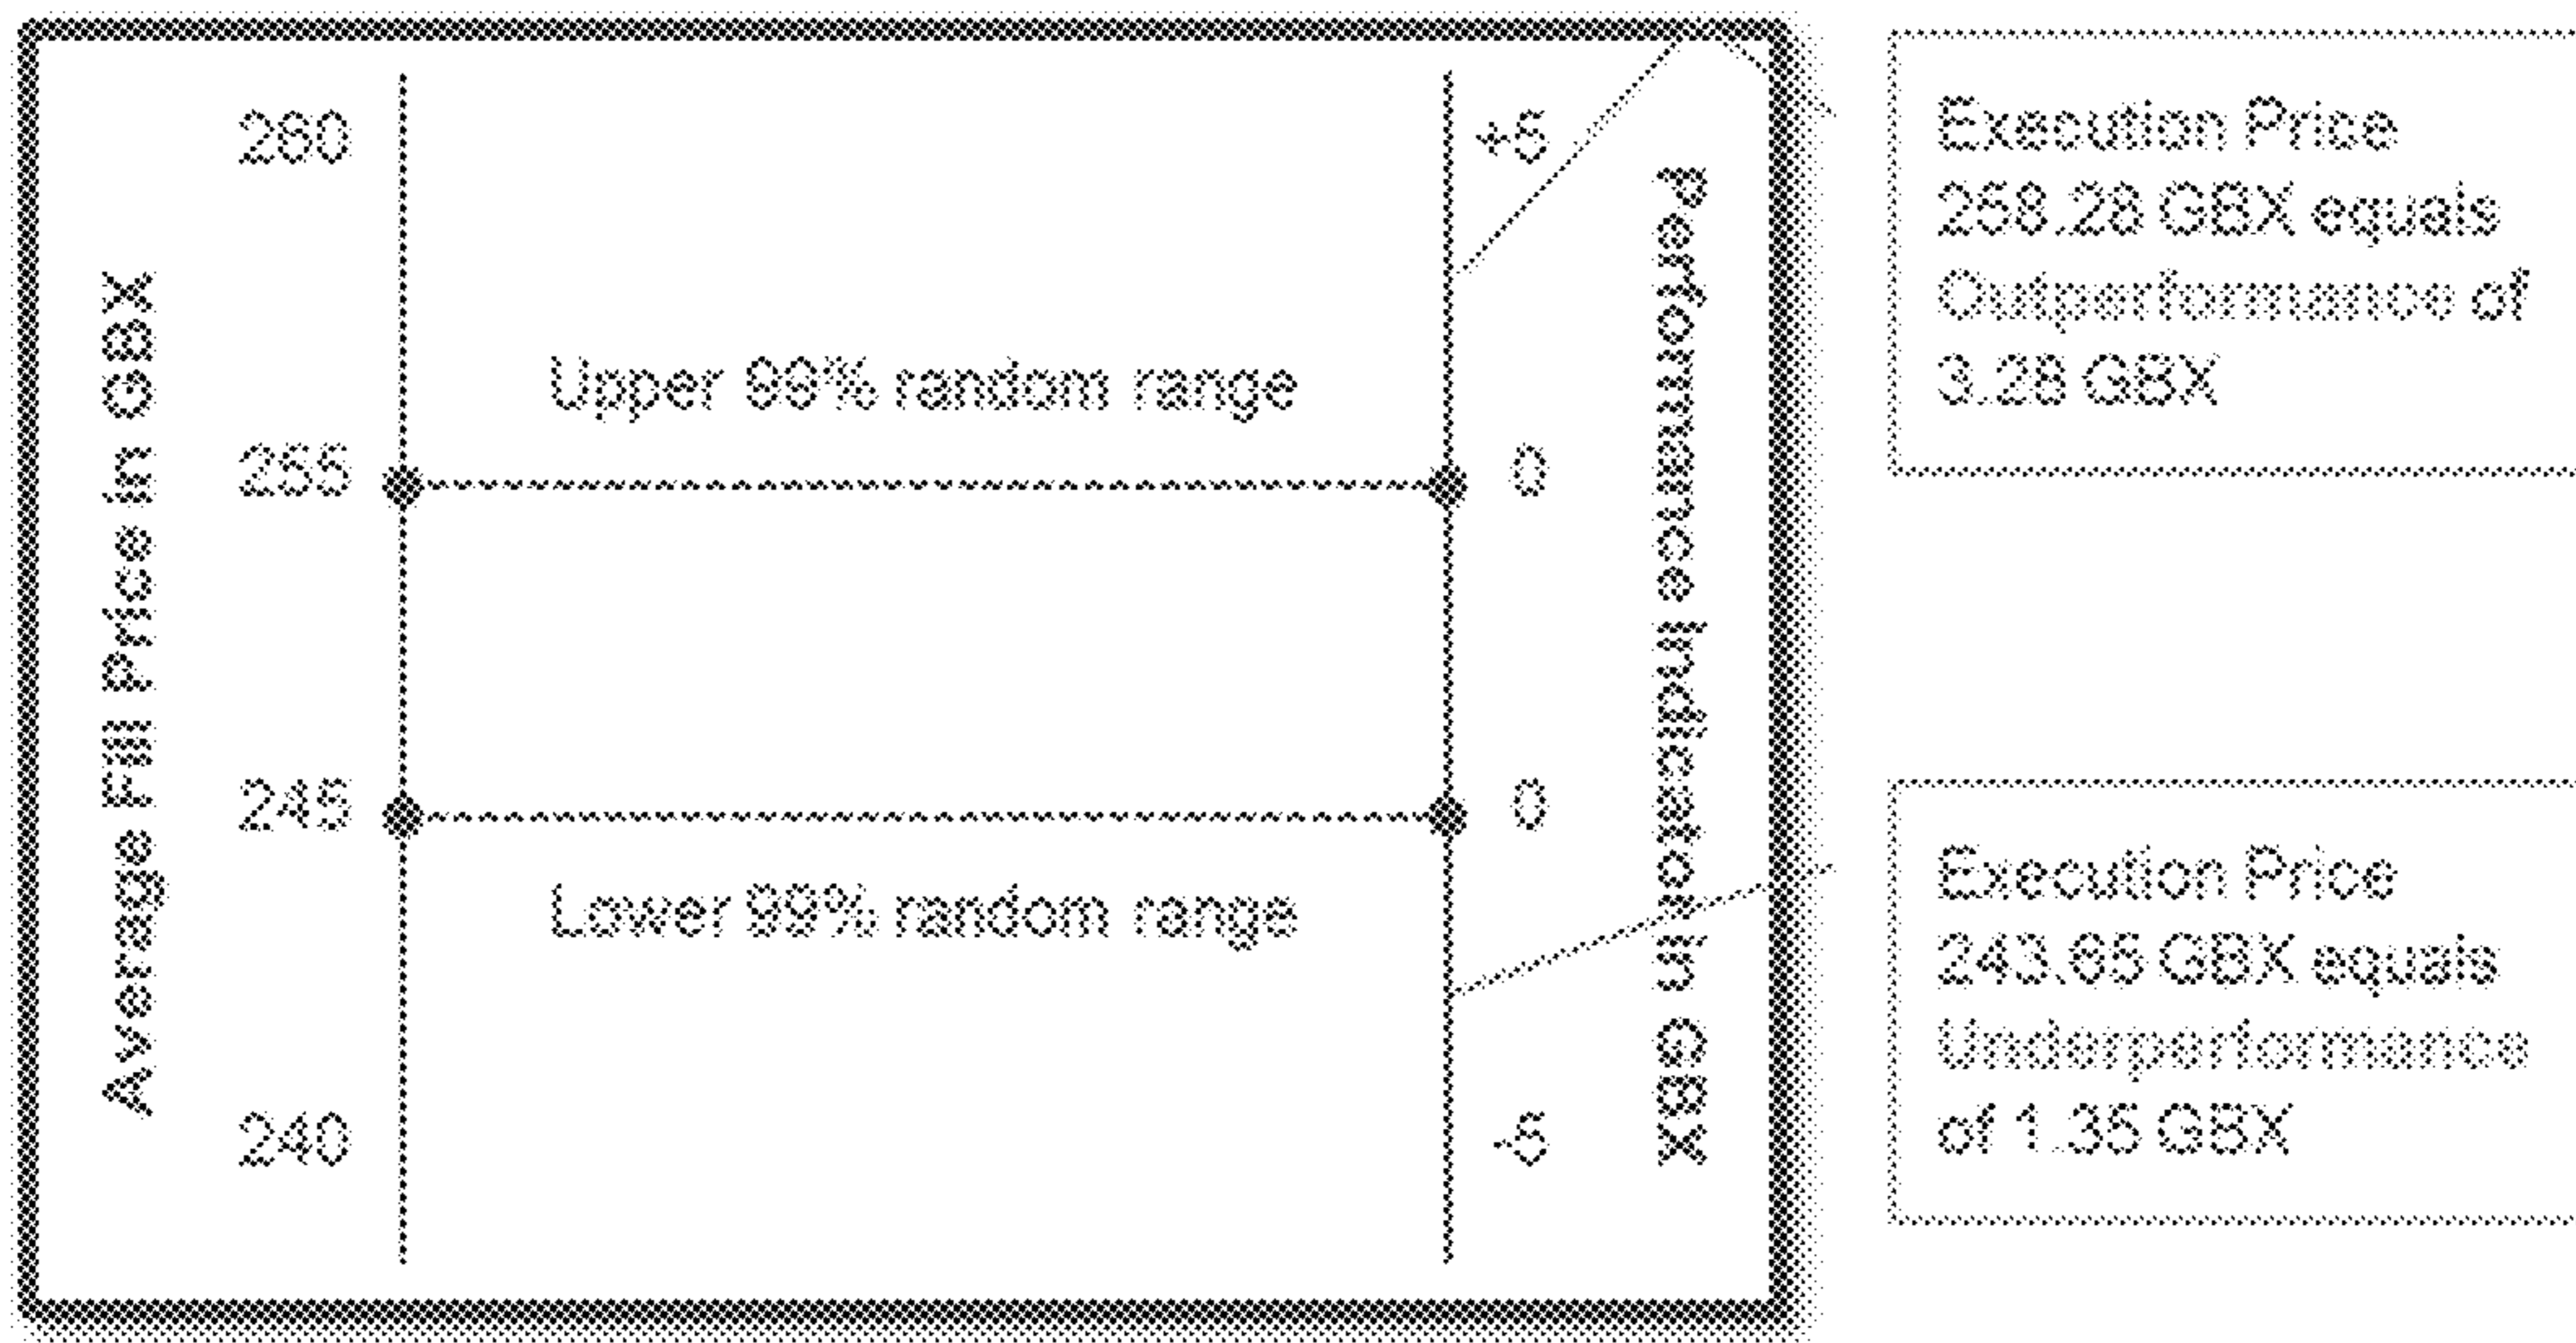 Average Fill Price in GBX
260
255
245
240
Upper 99% random range
Lower 99% random range
+5
0
0
-5
Performance Indication in GBX
Execution Price
258.28 GBX equals
Outperformance of
3.28 GBX
Execution Price
243.65 GBX equals
Underperformance
of 1.35 GBX